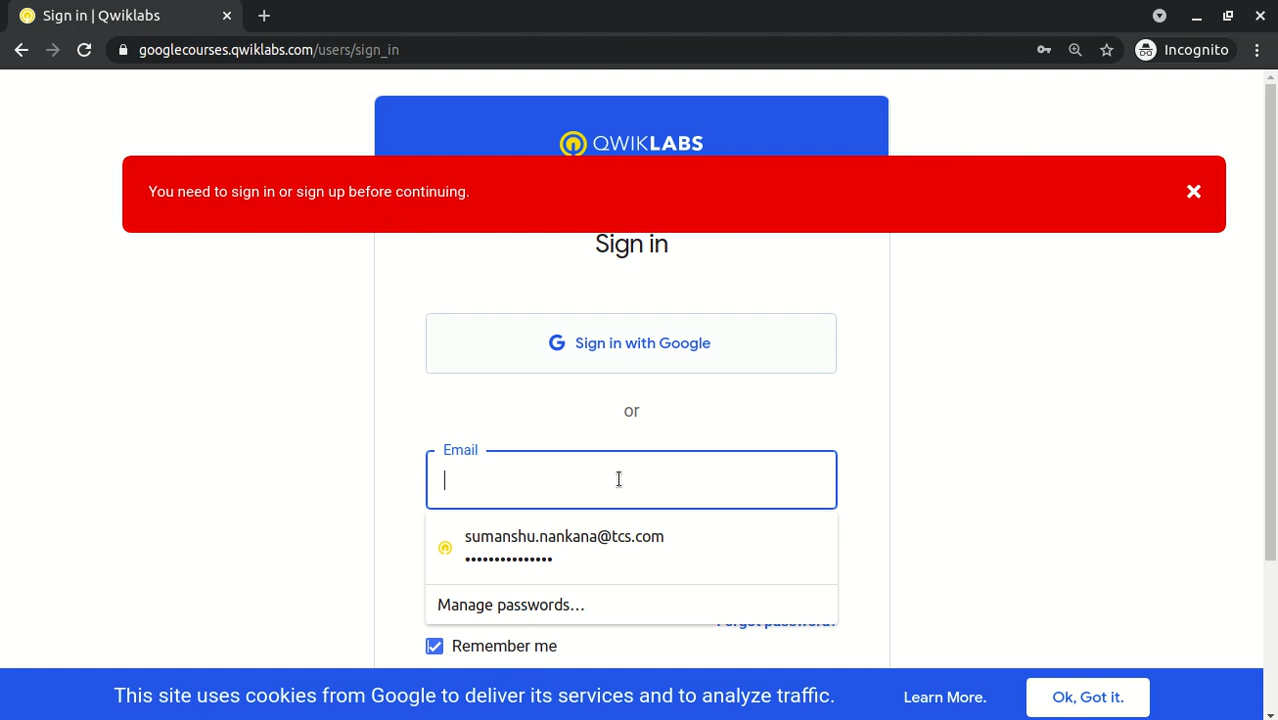 Sign in | Qwiklabs
googlecourses.qwiklabs.com/users/sign_in
Incognito
QWIKLABS
You need to sign in or sign up before continuing.
Sign in
G Sign in with Google
or
Email
sumanshu.nankana@tcs.com
•••••••••••••••
Manage passwords...
Forgot password?
Remember me
This site uses cookies from Google to deliver its services and to analyze traffic.
Learn More.
Ok, Got it.